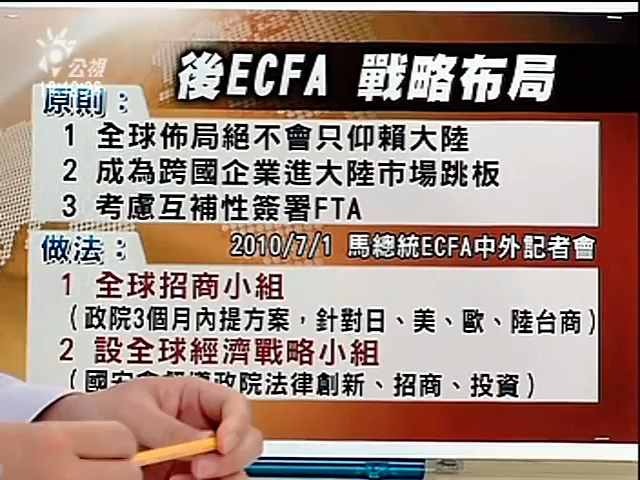 公視
後ECFA 戰略布局
原則：
1 全球佈局絕不會只仰賴大陸
2 成為跨國企業進大陸市場跳板
3 考慮互補性簽署FTA
做法：
2010/7/1 馬總統ECFA中外記者會
1 全球招商小組
（政院3個月內提方案，針對日、美、歐、陸台商）
2 設全球經濟戰略小組
（國安會督導政院法律創新、招商、投資）